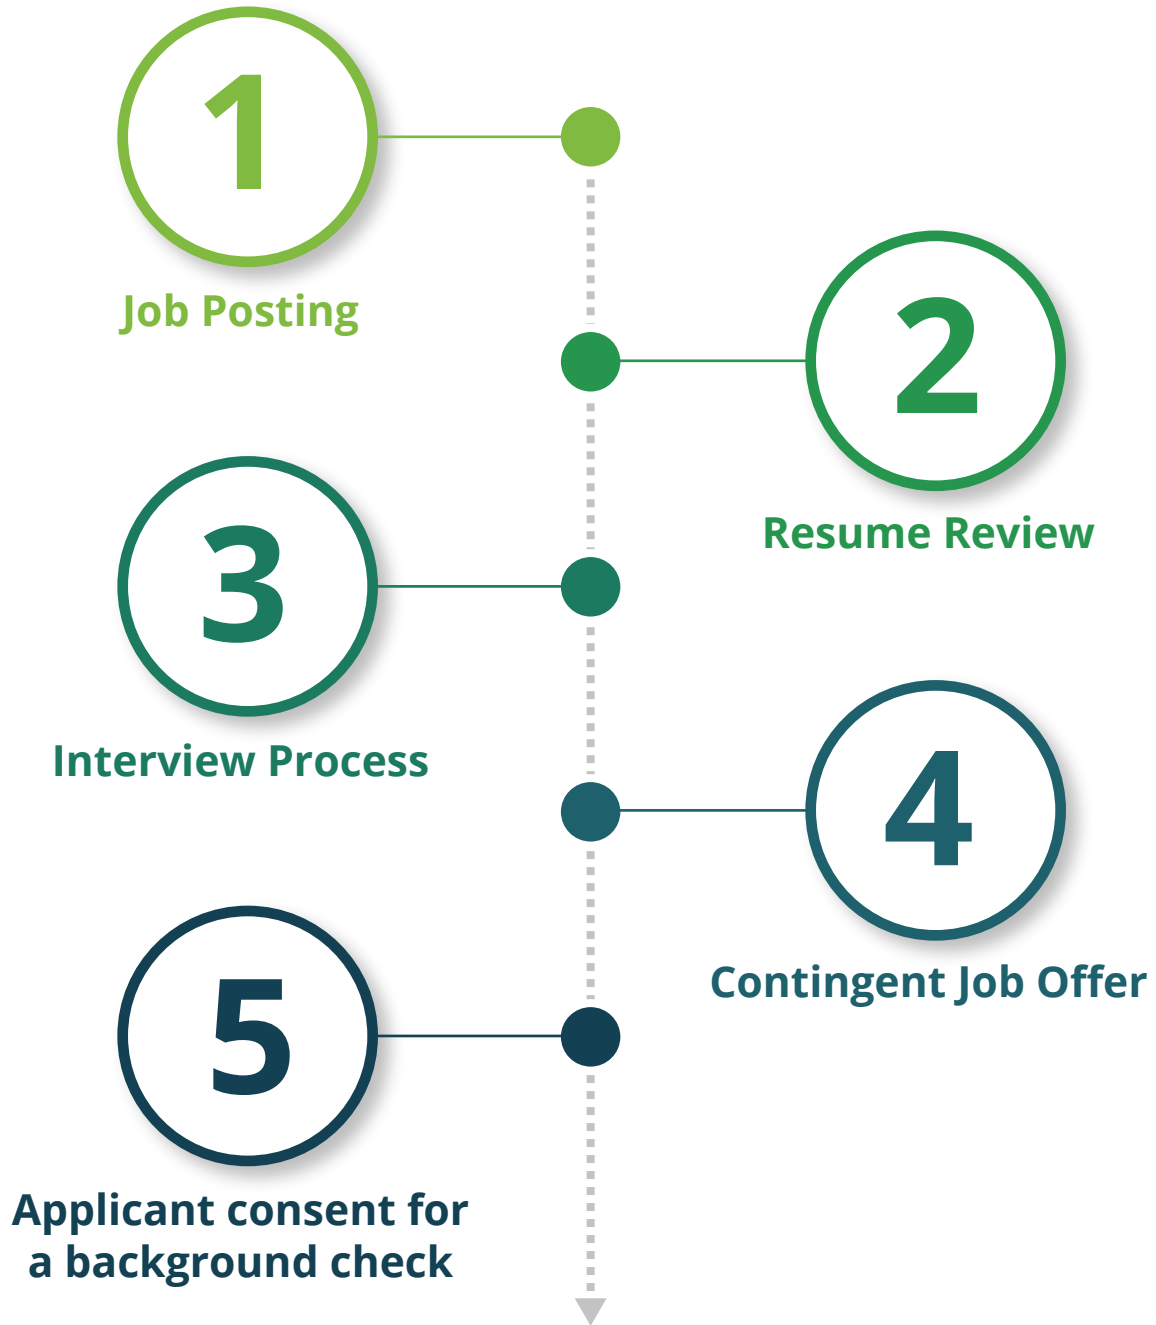 1
Job Posting
2
Resume Review
3
Interview Process
4
Contingent Job Offer
5
Applicant consent for
a background check